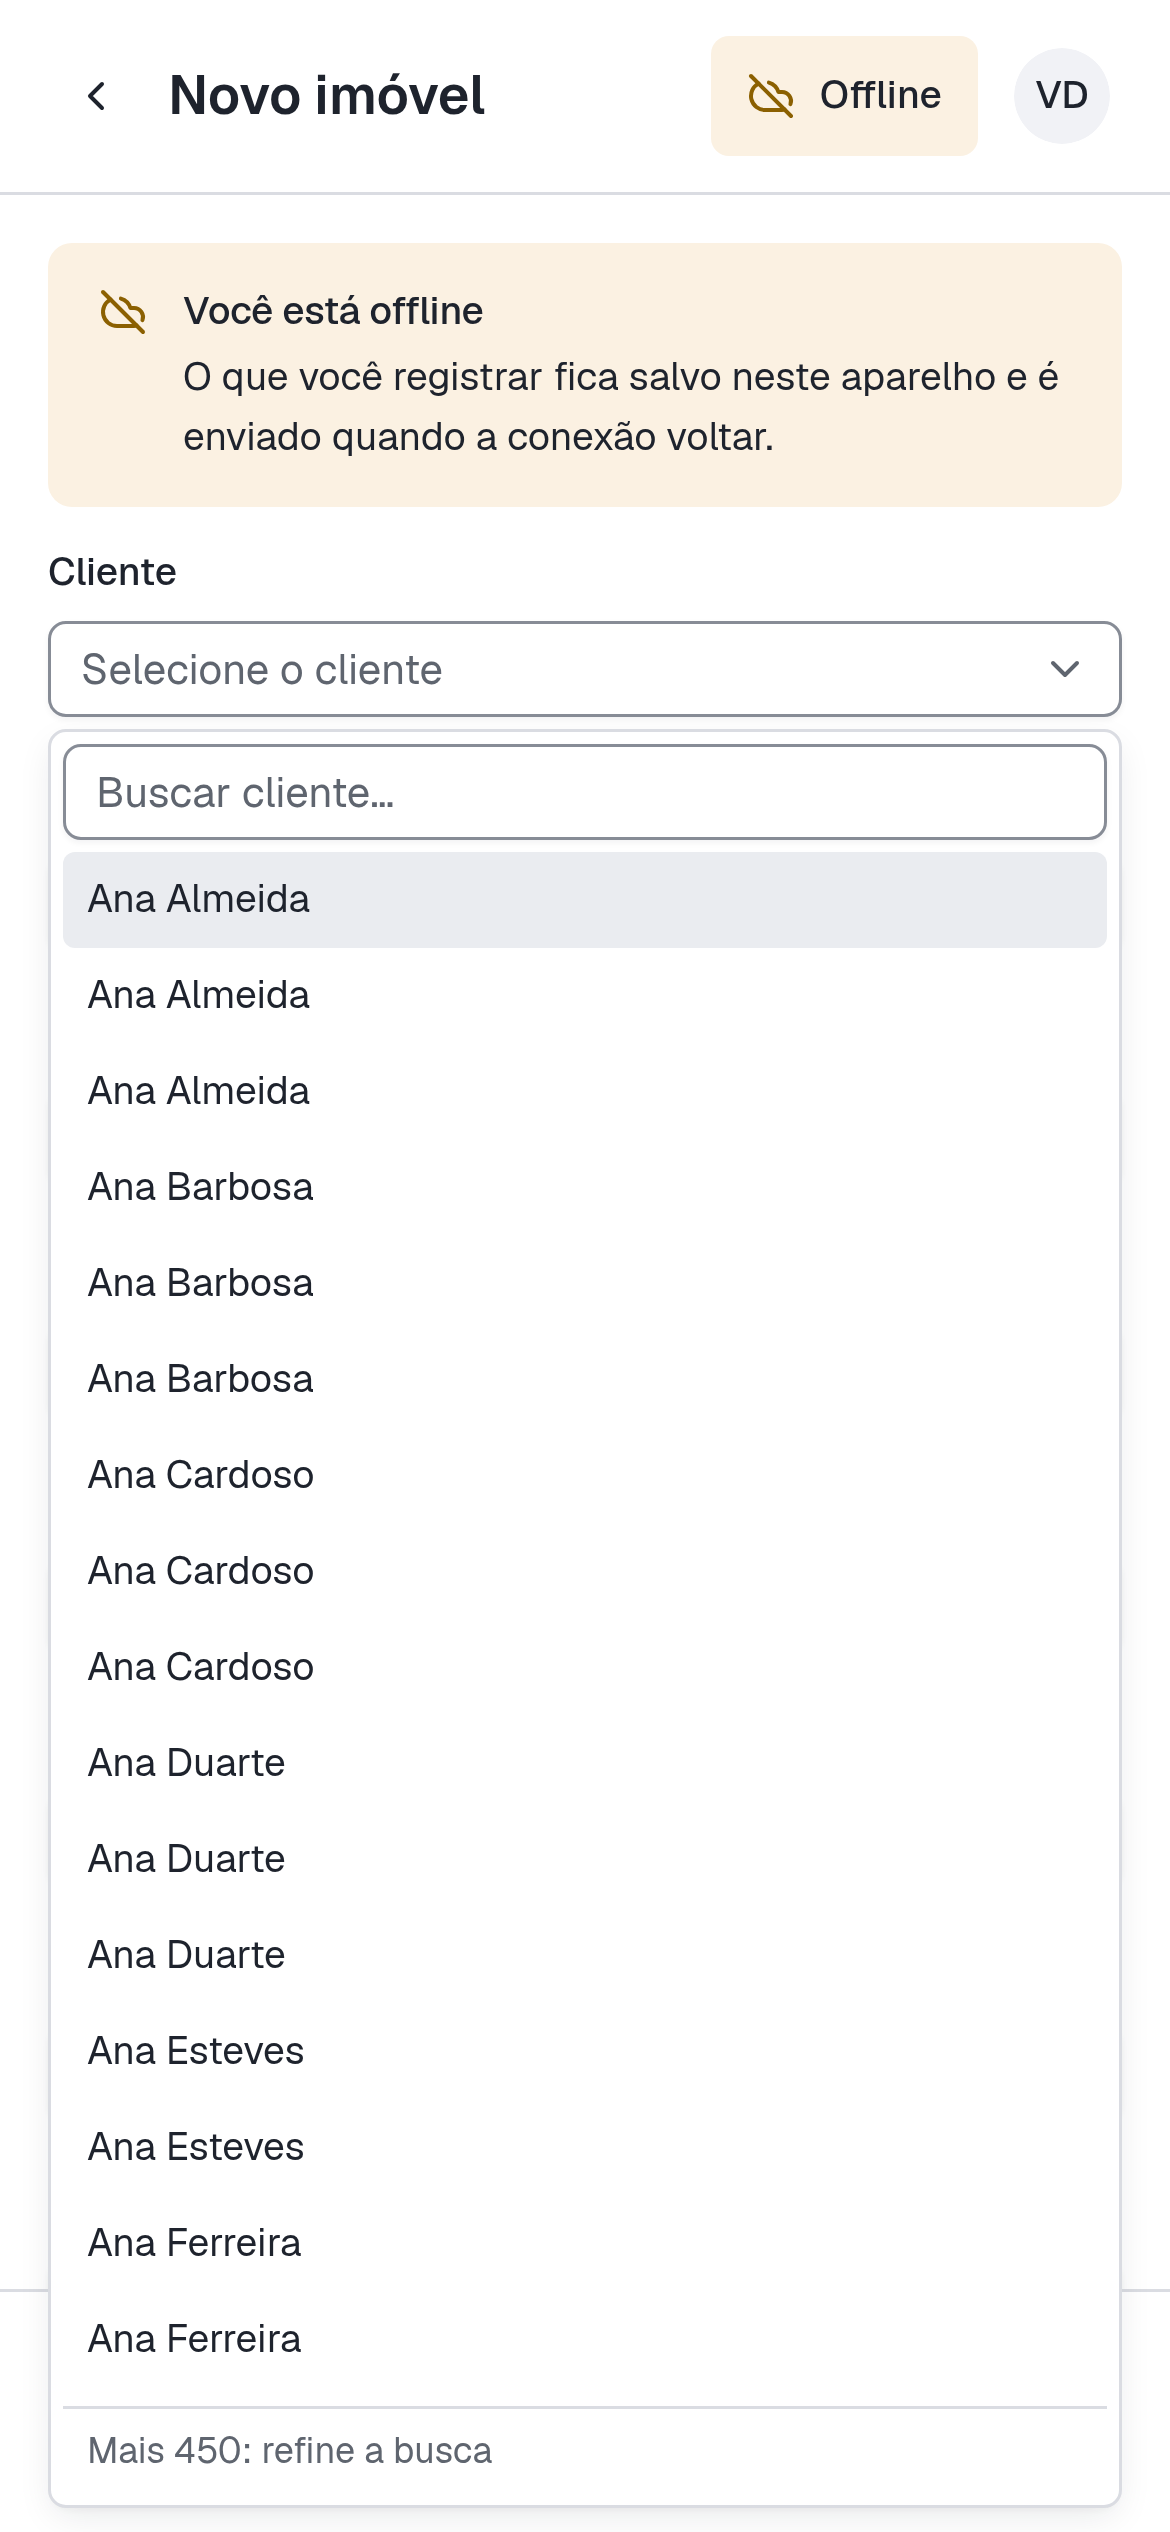 Novo imóvel
Offline
VD
Você está offline
O que você registrar fica salvo neste aparelho e é
enviado quando a conexão voltar.
Cliente
Selecione o cliente
Buscar cliente...
Ana Almeida
Ana Almeida
Ana Almeida
Ana Barbosa
Ana Barbosa
Ana Barbosa
Ana Cardoso
Ana Cardoso
Ana Cardoso
Ana Duarte
Ana Duarte
Ana Duarte
Ana Esteves
Ana Esteves
Ana Ferreira
Ana Ferreira
Mais 450: refine a busca